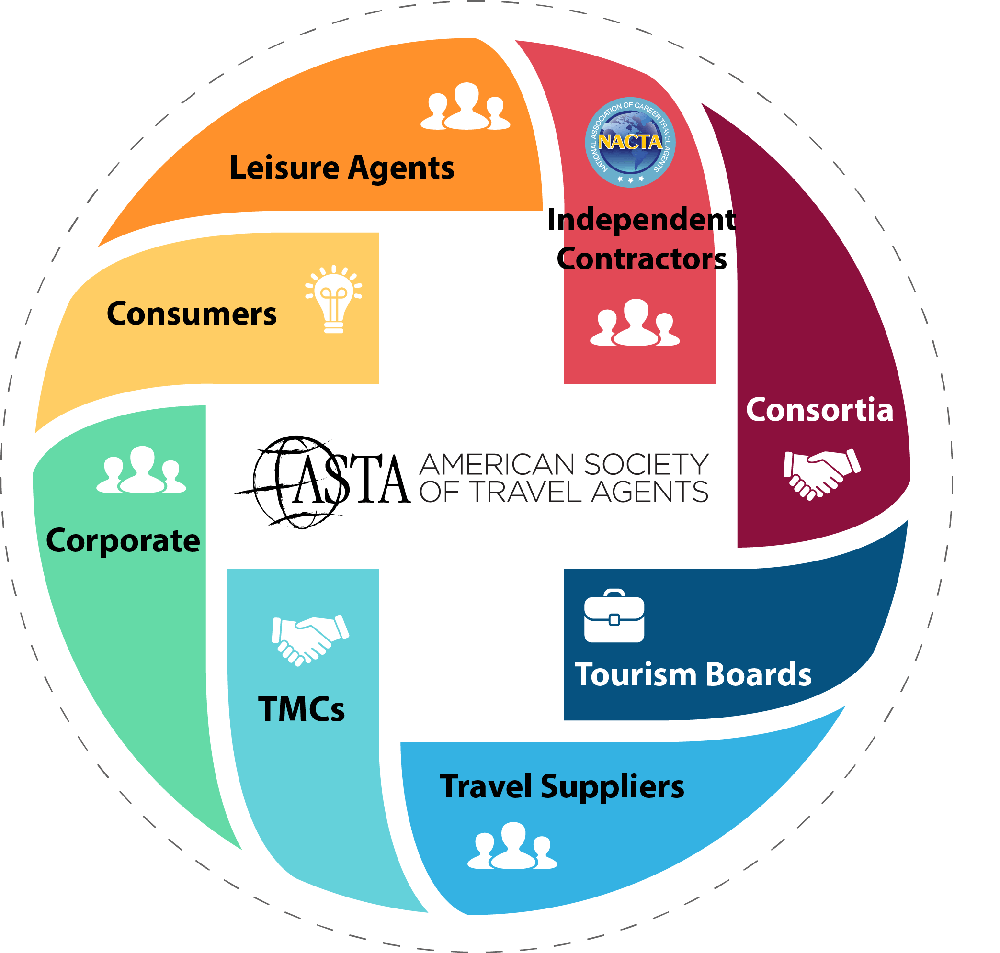 Leisure Agents
NATIONAL ASSOCIATION OF CAREER TRAVEL AGENTS
NACTA
Independent
Contractors
Consumers
Consortia
ASTA
AMERICAN SOCIETY
OF TRAVEL AGENTS
Corporate
Tourism Boards
TMCs
Travel Suppliers